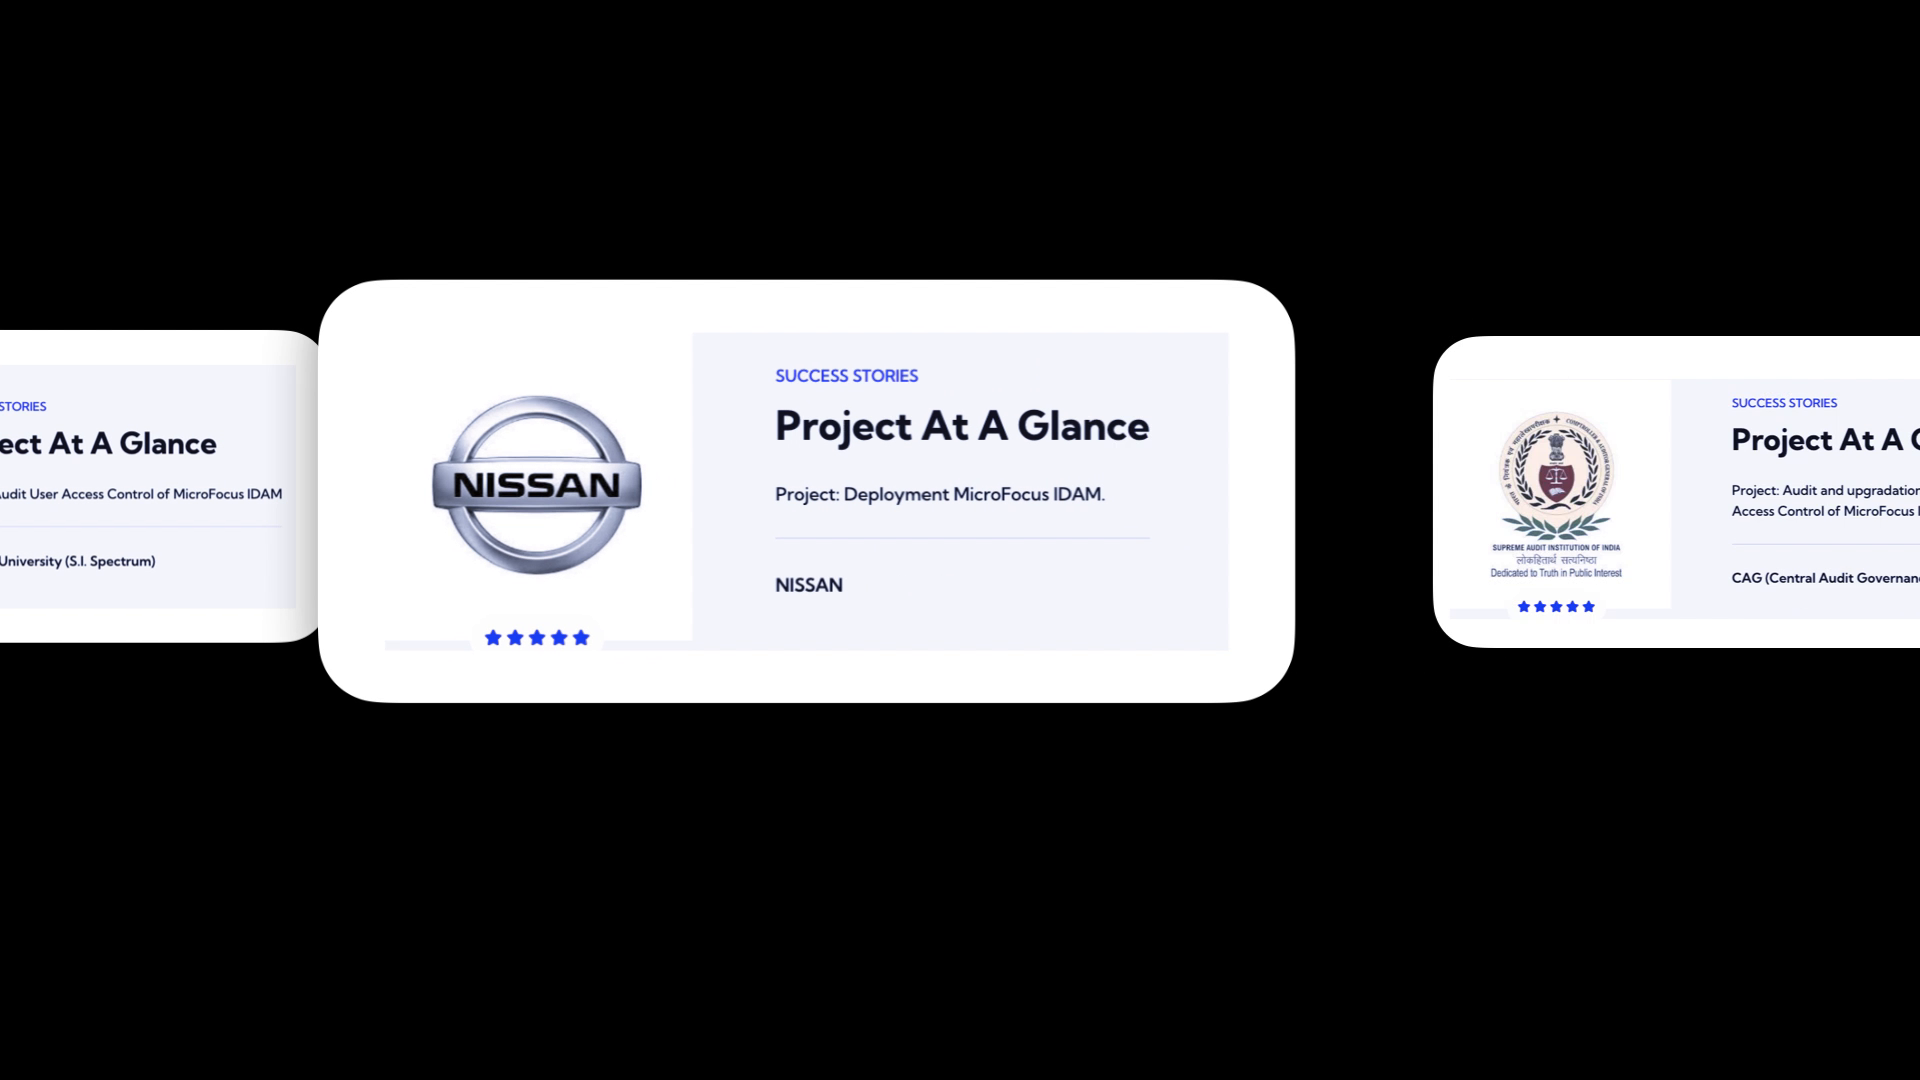 STORIES
ect At A Glance
Audit User Access Control of MicroFocus IDAM
University (S.I. Spectrum)
NISSAN
SUCCESS STORIES
Project At A Glance
Project: Deployment MicroFocus IDAM.
NISSAN
SUPREME AUDIT INSTITUTION OF INDIA
लोकहितार्थ सत्यनिष्ठा
Dedicated to Truth in Public Interest
SUCCESS STORIES
Project At A G
Project: Audit and upgradation
Access Control of MicroFocus I
CAG (Central Audit Governanc